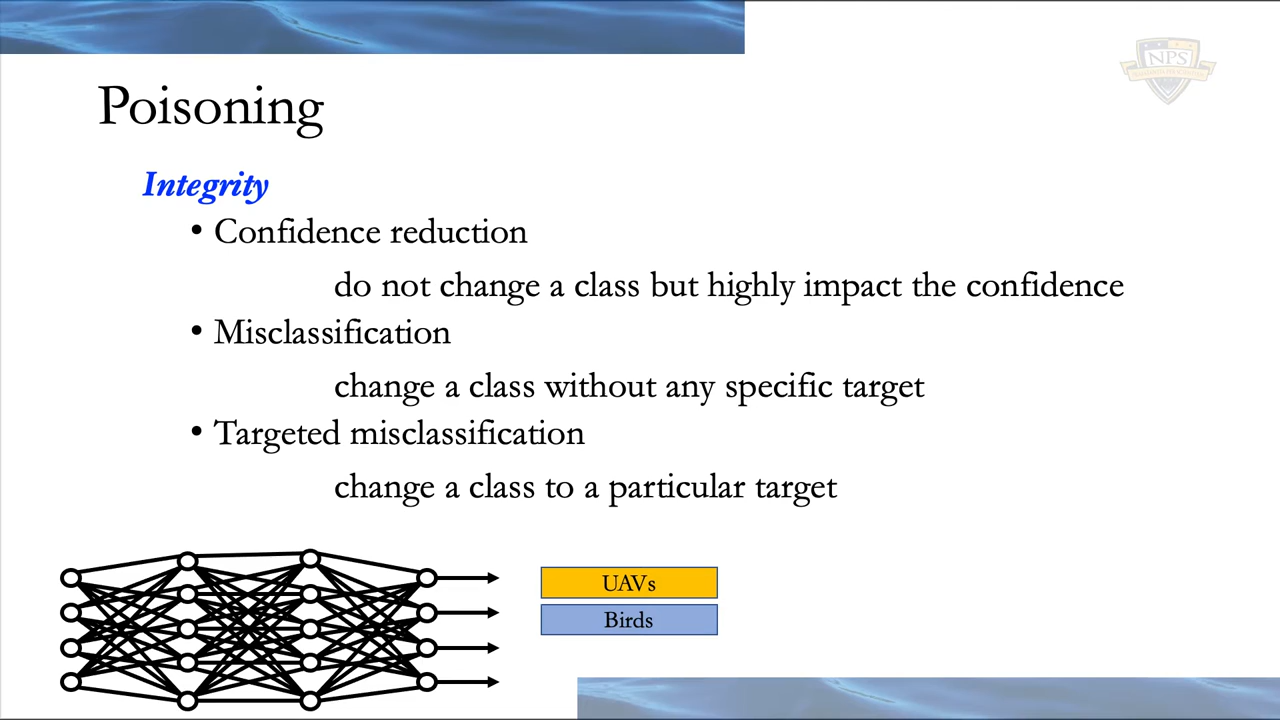 NPS
Poisoning
Integrity
• Confidence reduction
do not change a class but highly impact the confidence
• Misclassification
change a class without any specific target
• Targeted misclassification
change a class to a particular target
UAVs
Birds